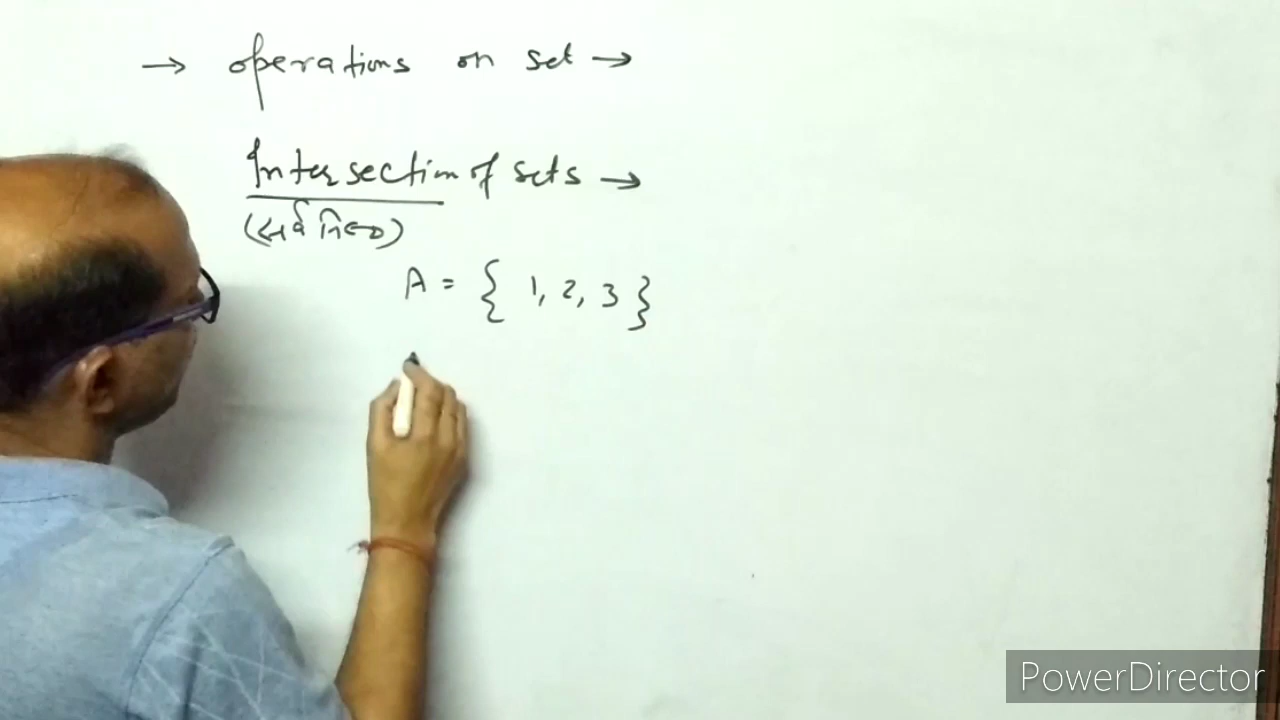 → operations on set →
Intersection of sets →
A = { 1, 2, 3 }
PowerDirector